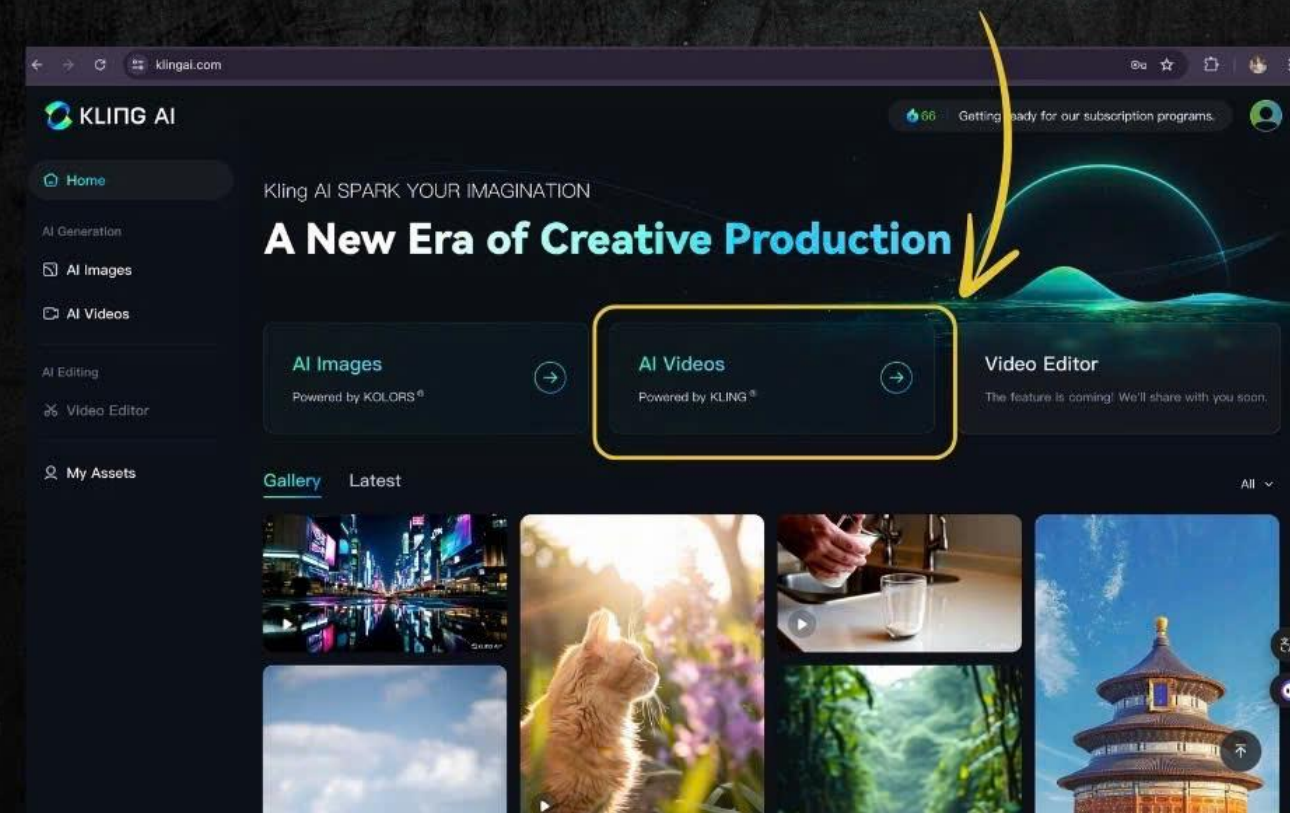 klingai.com
KLING AI
66 Getting ready for our subscription programs.
Home
AI Generation
AI Images
AI Videos
AI Editing
Video Editor
My Assets
Kling AI SPARK YOUR IMAGINATION
A New Era of Creative Production
AI Images
Powered by KOLORS®
AI Videos
Powered by KLING®
Video Editor
The feature is coming! We'll share with you soon.
Gallery Latest
All